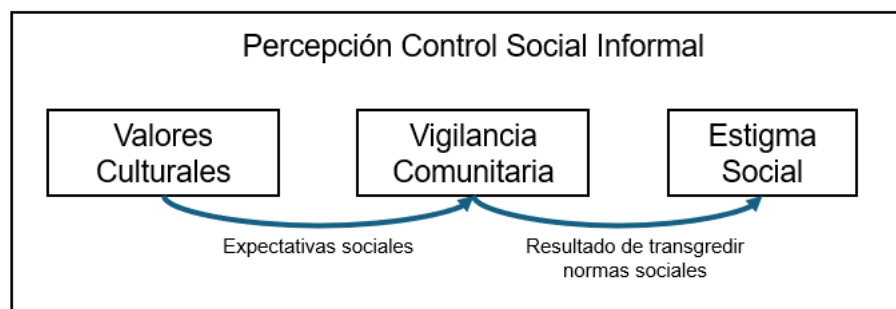 Percepción Control Social Informal
Valores
Culturales
Vigilancia
Comunitaria
Estigma
Social
Expectativas sociales
Resultado de transgredir
normas sociales